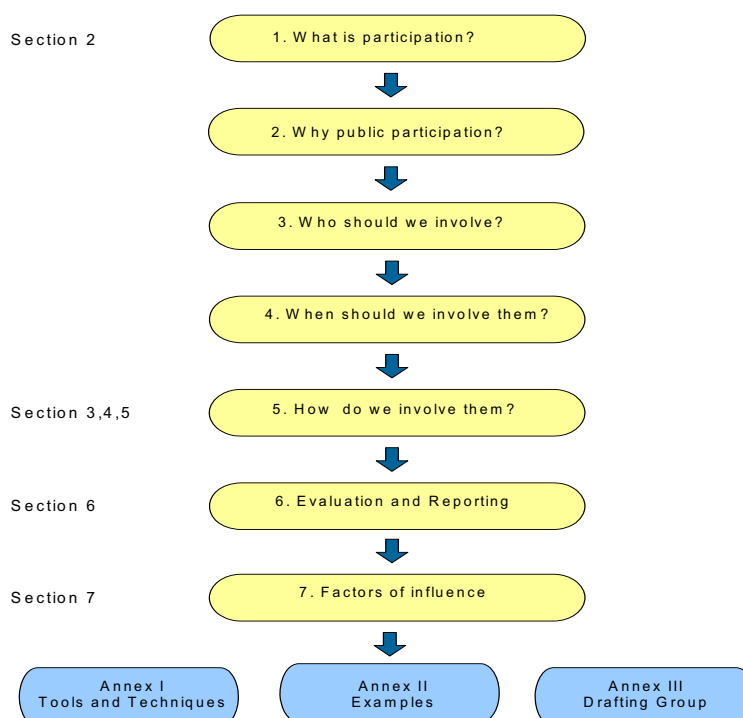 Section 2
1. What is participation?
2. Why public participation?
3. Who should we involve?
4. When should we involve them?
Section 3,4,5
5. How do we involve them?
Section 6
6. Evaluation and Reporting
Section 7
7. Factors of influence
Annex I
Tools and Techniques
Annex II
Examples
Annex III
Drafting Group